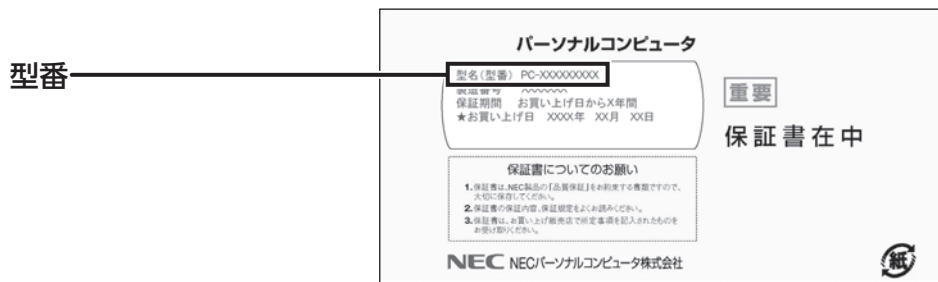 型番
パーソナルコンピュータ
型名(型番) PC-XXXXXXXXX
製造番号 XXXXXXX
保証期間 お買い上げ日からX年間
★お買い上げ日 XXXX年 XX月 XX日
重要
保証書在中
保証書についてのお願い
1.保証書は、NEC製品の「品質保証」をお約束する書類ですので、
大切に保存してください。
2.保証書の保証内容、保証規定をよくお読みください。
3.保証書は、お買い上げ販売店で所定事項を記入されたものを
お受け取りください。
NEC NECパーソナルコンピュータ株式会社
紙